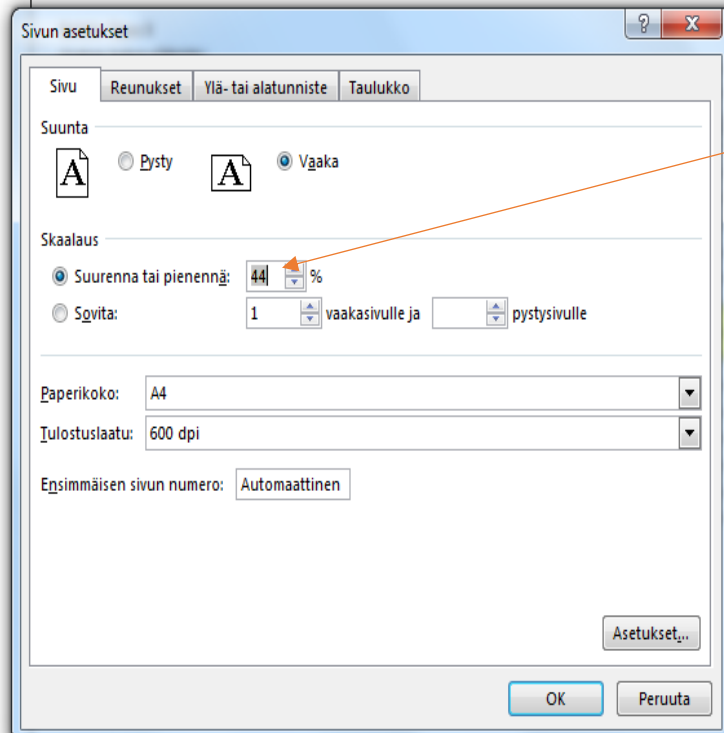 Sivun asetukset
?
X
Sivu Reunukset Ylä- tai alatunniste Taulukko
Suunta
A Pysty A Vaaka
Skaalaus
Suurenna tai pienennä: 44 %
Sovita: 1 vaakasivulle ja pystysivulle
Paperikoko: A4
Tulostuslaatu: 600 dpi
Ensimmäisen sivun numero: Automaattinen
Asetukset...
OK Peruuta